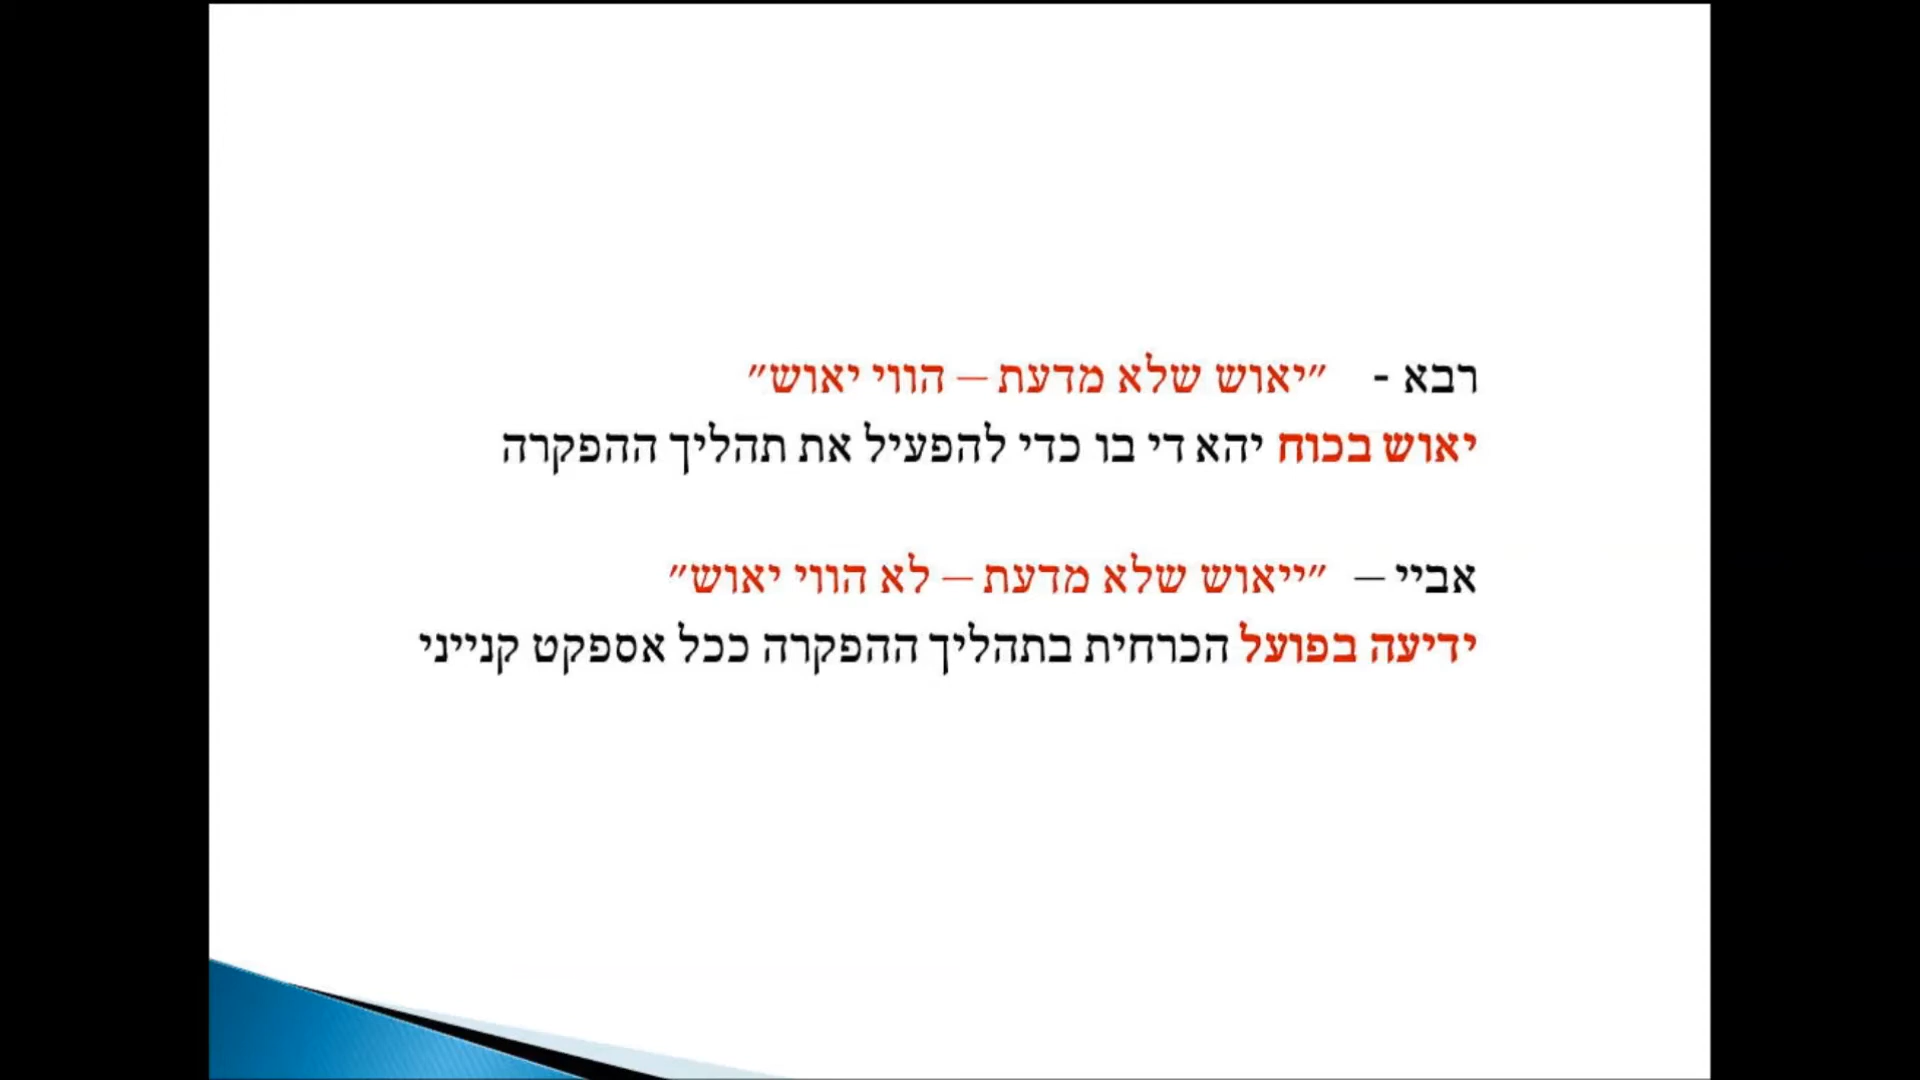 רבא - ״יאוש שלא מדעת – הווי יאוש״
יאוש בכוח יהא די בו כדי להפעיל את תהליך ההפקרה
אביי – ״ייאוש שלא מדעת – לא הווי יאוש״
ידיעה בפועל הכרחית בתהליך ההפקרה ככל אספקט קנייני